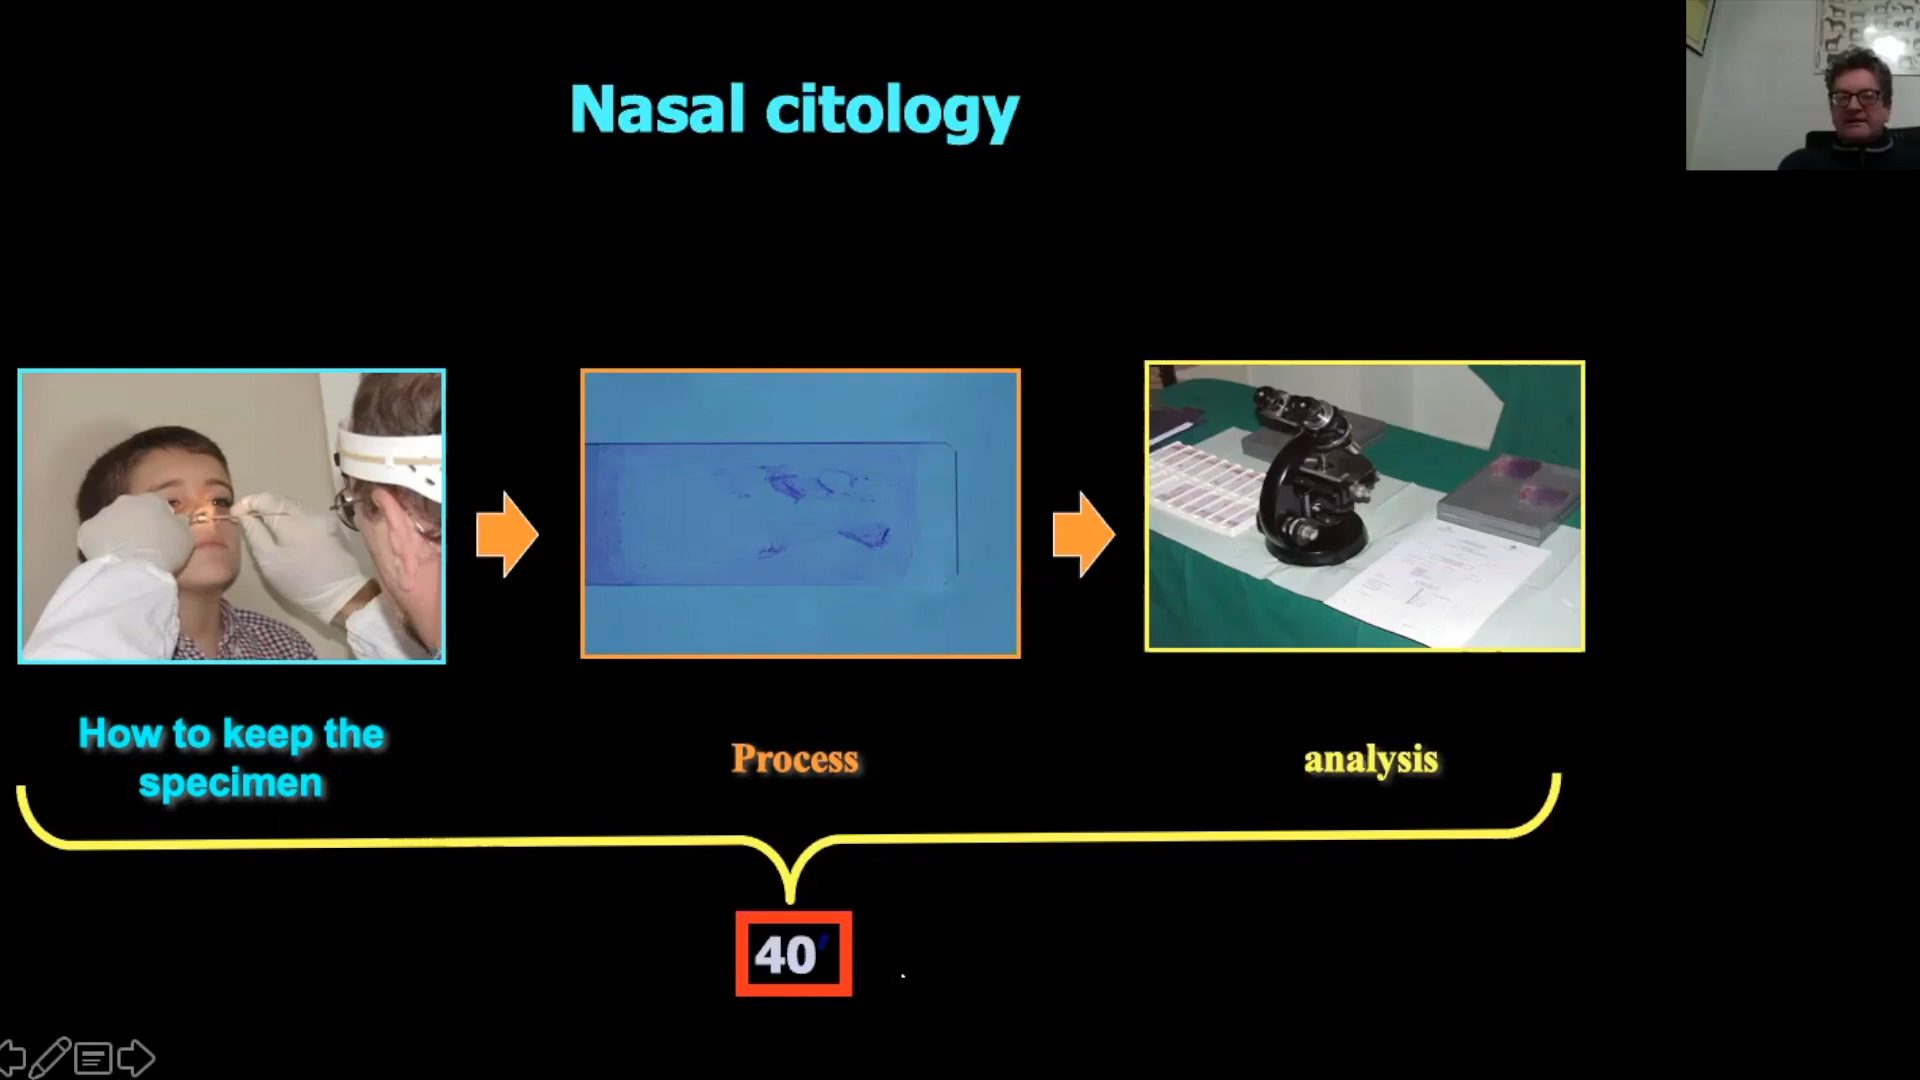 Nasal citology
How to keep the
specimen
Process
analysis
40'